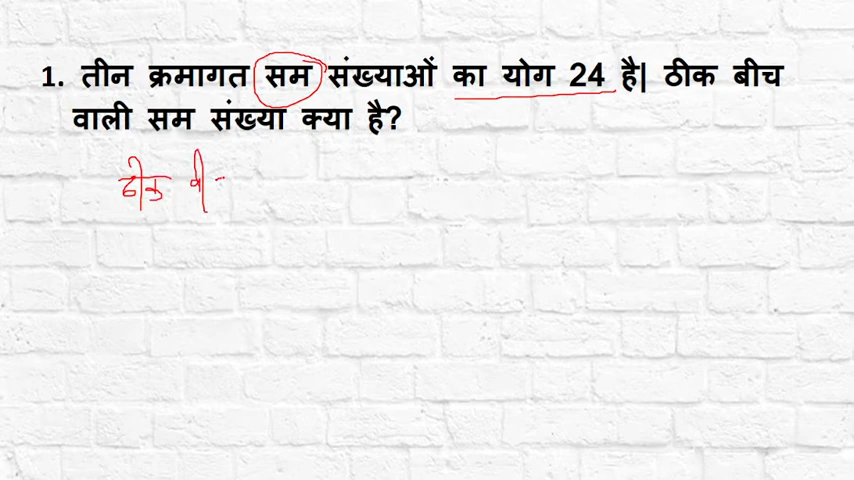 1. तीन क्रमागत सम संख्याओं का योग 24 है| ठीक बीच
वाली सम संख्या क्या है?
ठीक बी